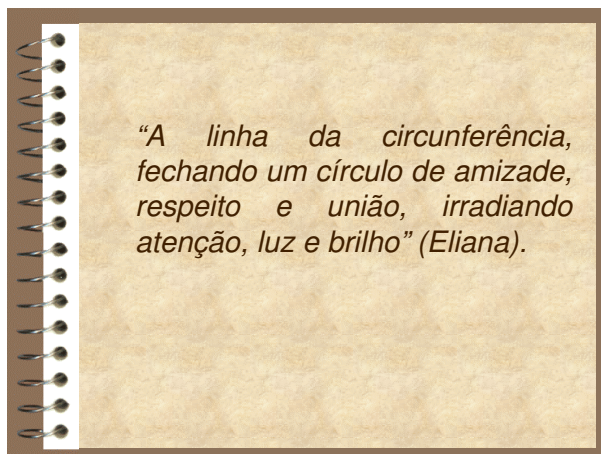 “A linha da circunferência,
fechando um círculo de amizade,
respeito e união, irradiando
atenção, luz e brilho” (Eliana).